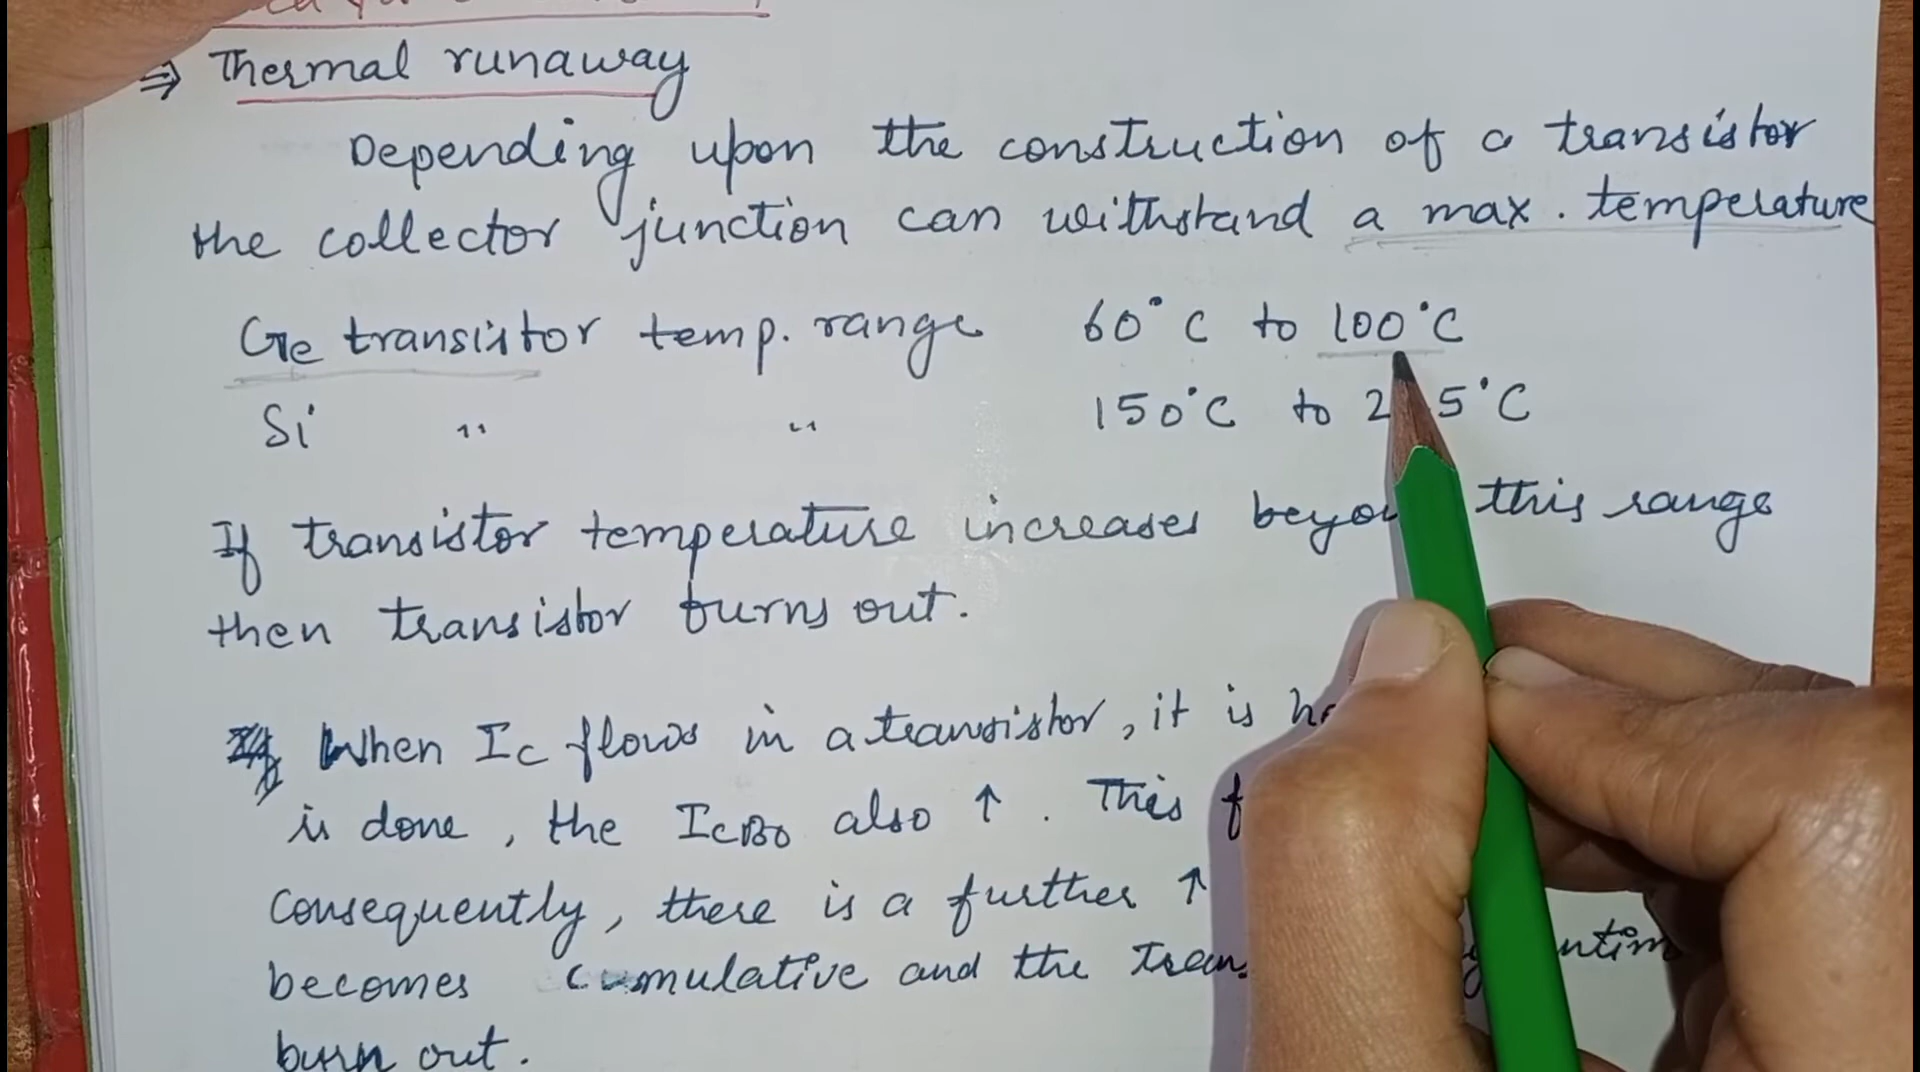 ⇒ Thermal runaway
Depending upon the construction of a transistor
the collector junction can withstand a max. temperature
Ge transistor temp. range 60°C to 100°C
Si " " 150°C to 2 5°C
If transistor temperature increases this range
then transistor burns out.
When Ic flows in a transistor, it is
is done, the ICBO also ↑. This
Consequently, there is a further ↑
becomes cumulative and the
burn out.